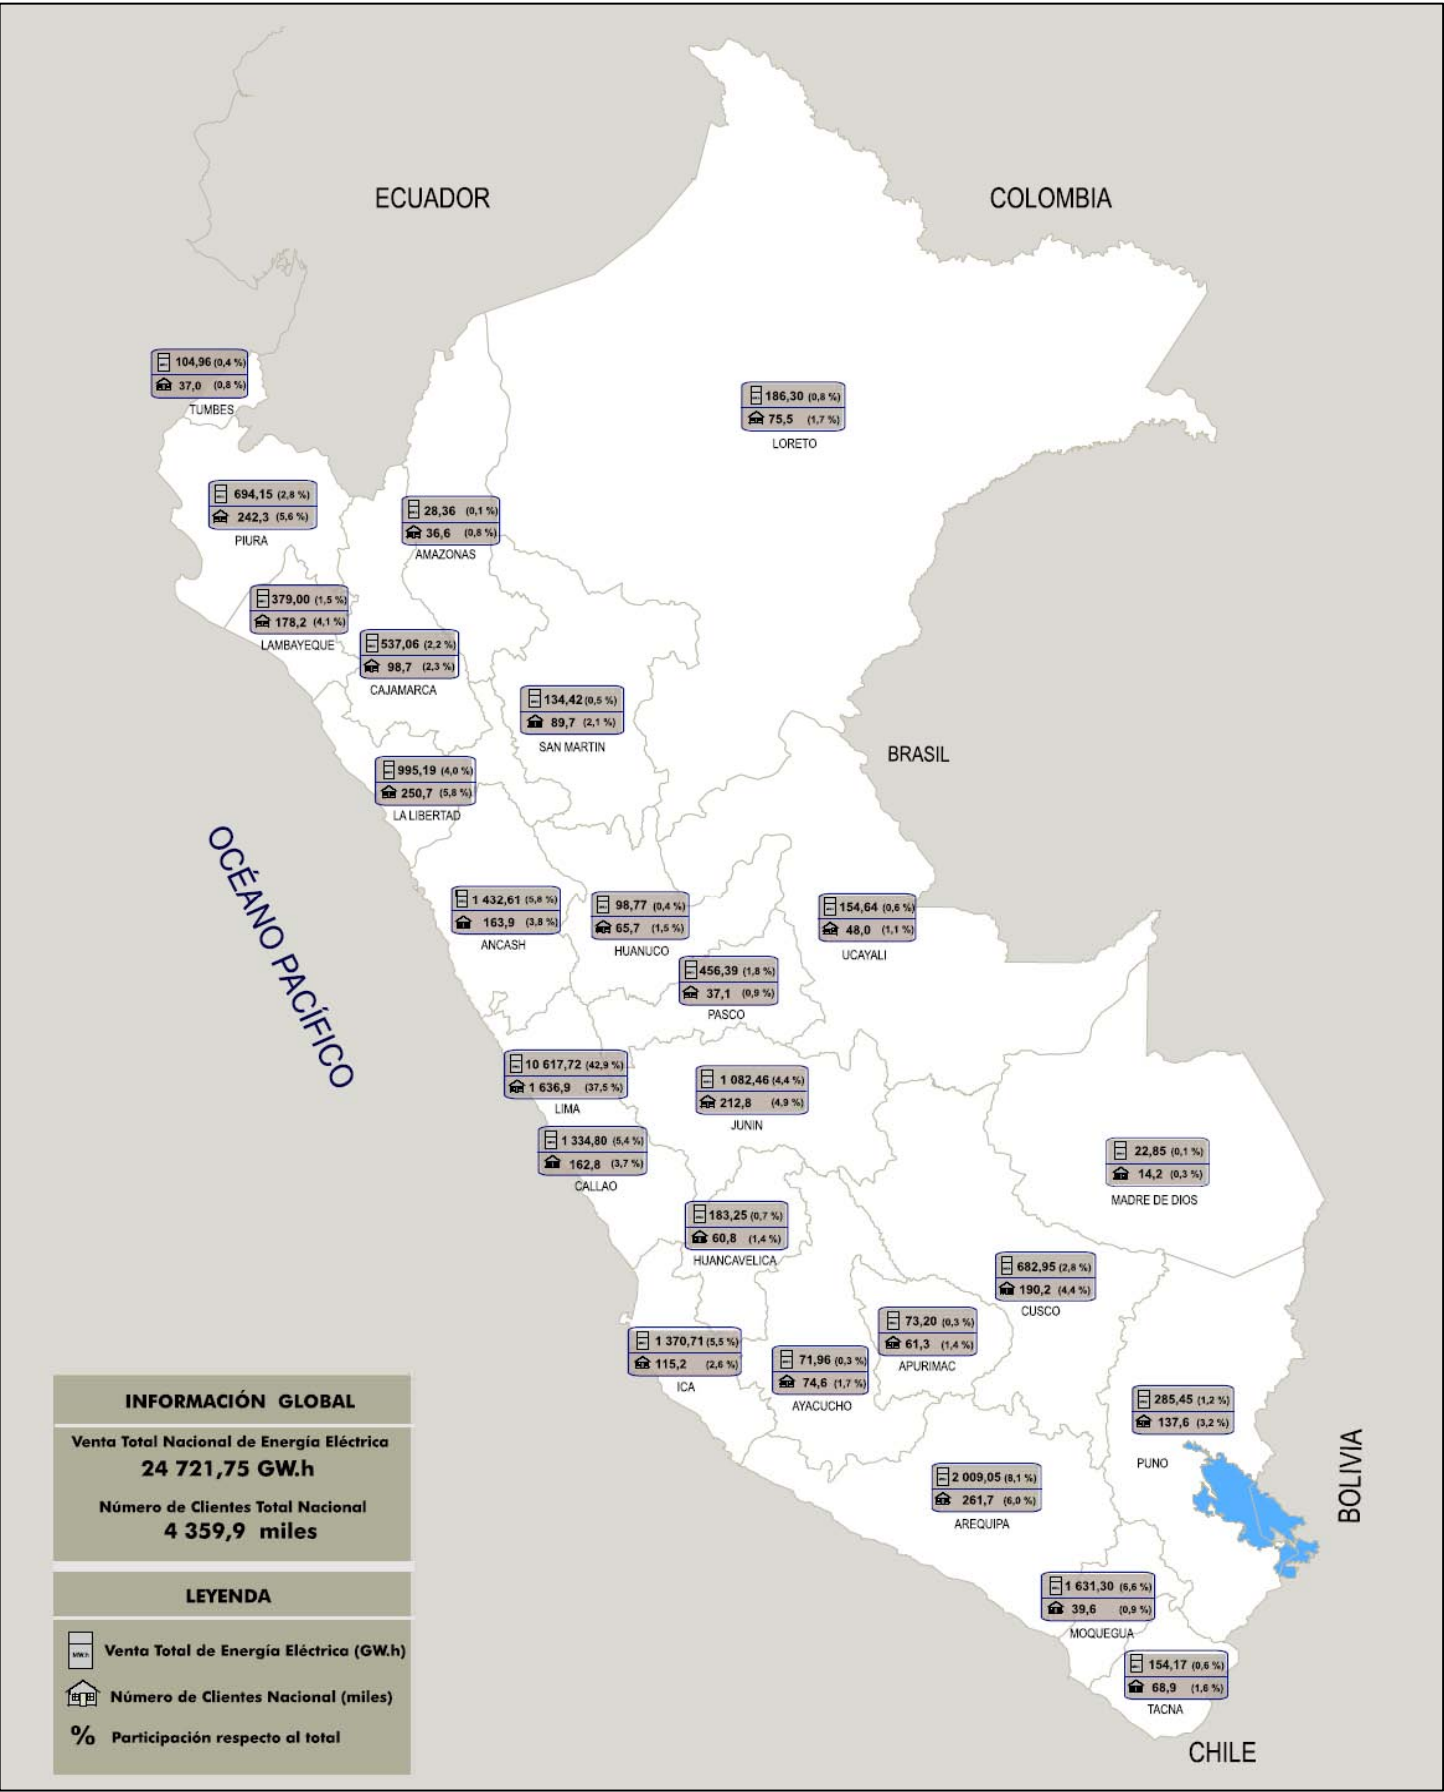 ECUADOR
COLOMBIA
104,96 (0,4 %)
37,0 (0,8 %)
TUMBES
186,30 (0,8 %)
75,5 (1,7 %)
LORETO
694,15 (2,8 %)
242,3 (5,6 %)
PIURA
28,36 (0,1 %)
36,6 (0,8 %)
AMAZONAS
379,00 (1,5 %)
178,2 (4,1 %)
LAMBAYEQUE
537,06 (2,2 %)
98,7 (2,3 %)
CAJAMARCA
134,42 (0,5 %)
89,7 (2,1 %)
SAN MARTIN
BRASIL
995,19 (4,0 %)
250,7 (5,8 %)
LA LIBERTAD
OCÉANO PACÍFICO
1 432,61 (5,8 %)
163,9 (3,8 %)
ANCASH
98,77 (0,4 %)
65,7 (1,5 %)
HUANUCO
154,64 (0,6 %)
48,0 (1,1 %)
UCAYALI
456,39 (1,8 %)
37,1 (0,9 %)
PASCO
10 617,72 (42,9 %)
1 636,9 (37,5 %)
LIMA
1 082,46 (4,4 %)
212,8 (4,9 %)
JUNIN
1 334,80 (5,4 %)
162,8 (3,7 %)
CALLAO
22,85 (0,1 %)
14,2 (0,3 %)
MADRE DE DIOS
183,25 (0,7 %)
60,8 (1,4 %)
HUANCAVELICA
682,95 (2,8 %)
190,2 (4,4 %)
CUSCO
73,20 (0,3 %)
61,3 (1,4 %)
APURIMAC
1 370,71 (5,5 %)
115,2 (2,6 %)
ICA
71,96 (0,3 %)
74,6 (1,7 %)
AYACUCHO
285,45 (1,2 %)
137,6 (3,2 %)
PUNO
BOLIVIA
2 009,05 (8,1 %)
261,7 (6,0 %)
AREQUIPA
1 631,30 (6,6 %)
39,6 (0,9 %)
MOQUEGUA
154,17 (0,6 %)
68,9 (1,6 %)
TACNA
CHILE
INFORMACIÓN GLOBAL
Venta Total Nacional de Energía Eléctrica
24 721,75 GW.h
Número de Clientes Total Nacional
4 359,9 miles
LEYENDA
Venta Total de Energía Eléctrica (GW.h)
Número de Clientes Nacional (miles)
% Participación respecto al total